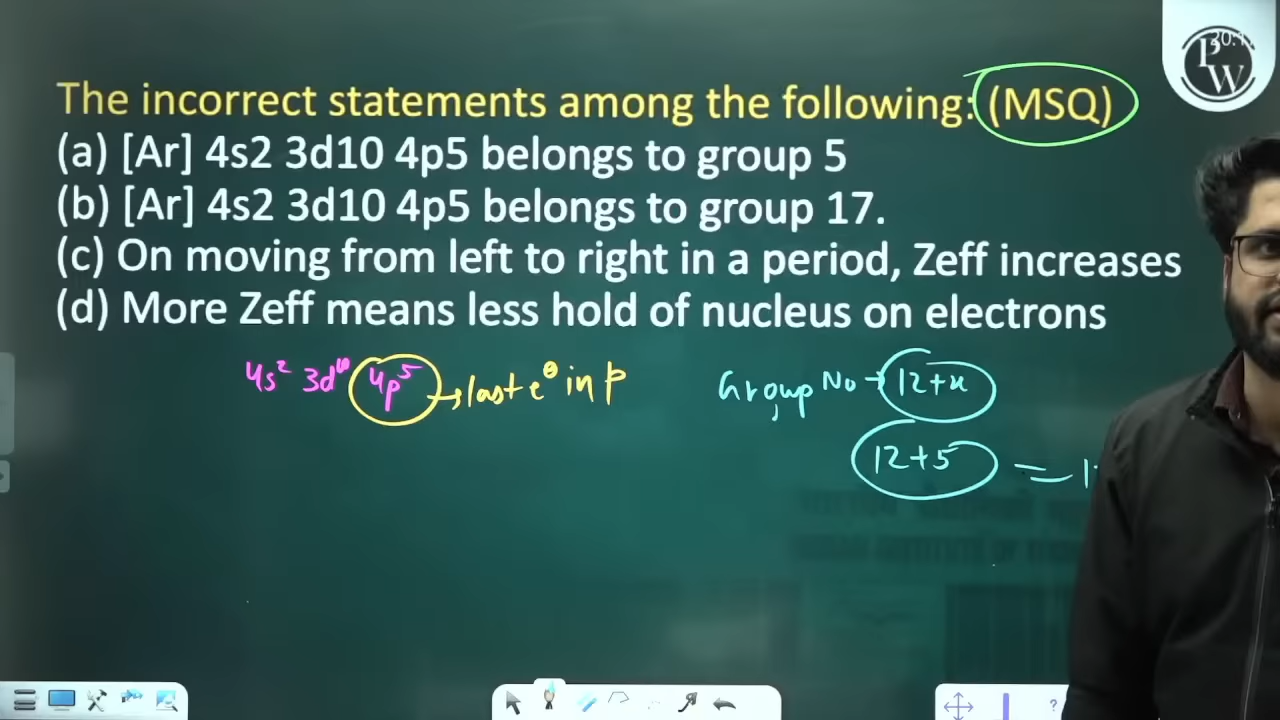 The incorrect statements among the following: (MSQ)
(a) [Ar] 4s2 3d10 4p5 belongs to group 5
(b) [Ar] 4s2 3d10 4p5 belongs to group 17.
(c) On moving from left to right in a period, Zeff increases
(d) More Zeff means less hold of nucleus on electrons
4s² 3d¹⁰ 4p⁵ → last e⊖ in p
Group No → 12+x
12+5 = 1
PW
?